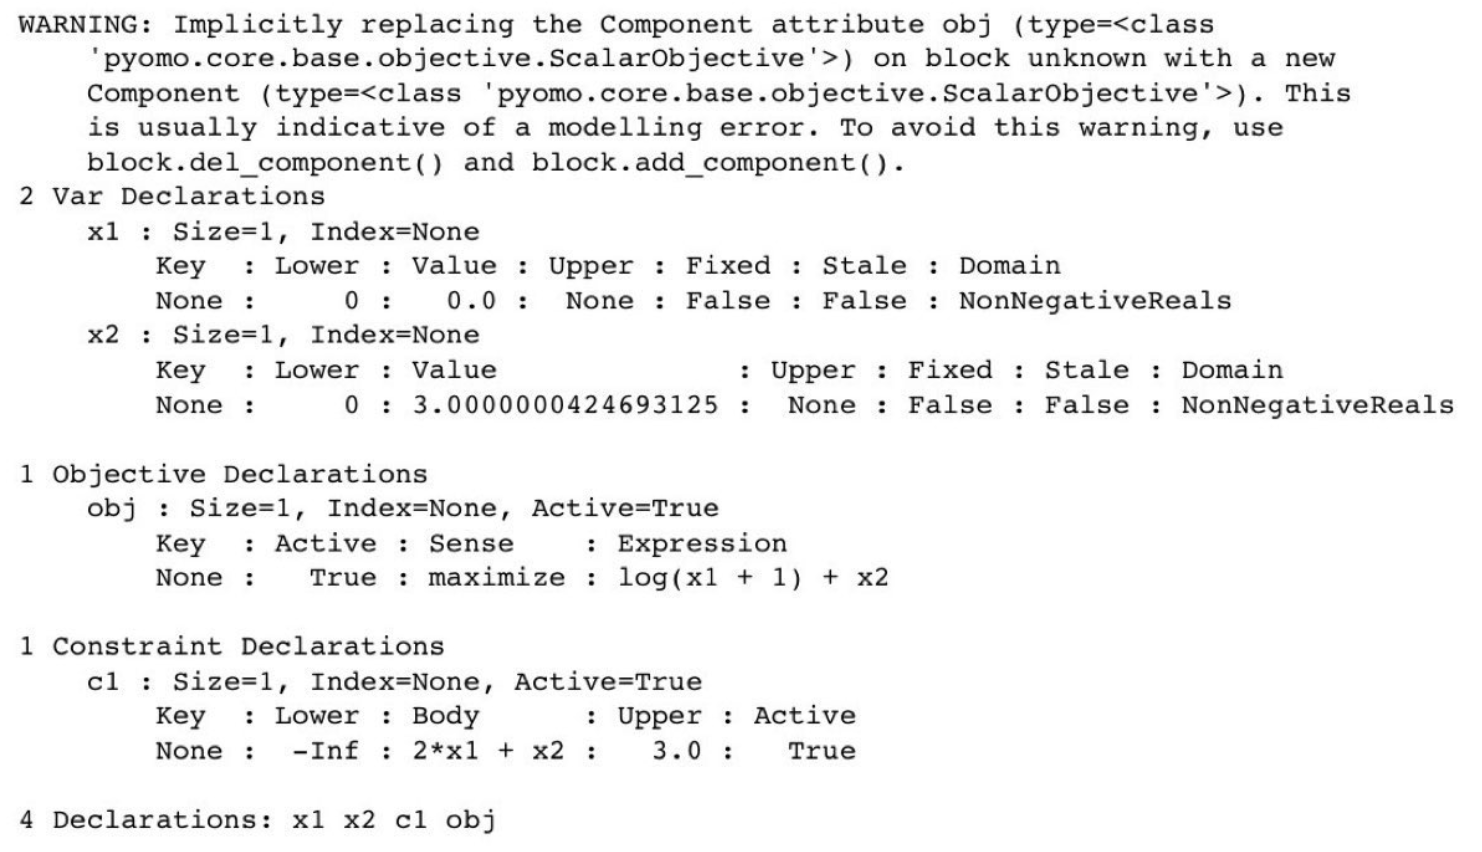 WARNING: Implicitly replacing the Component attribute obj (type=<class
    'pyomo.core.base.objective.ScalarObjective'>) on block unknown with a new
    Component (type=<class 'pyomo.core.base.objective.ScalarObjective'>). This
    is usually indicative of a modelling error. To avoid this warning, use
    block.del_component() and block.add_component().
2 Var Declarations
    x1 : Size=1, Index=None
        Key  : Lower : Value : Upper : Fixed : Stale : Domain
        None :     0 :   0.0 :  None : False : False : NonNegativeReals
    x2 : Size=1, Index=None
        Key  : Lower : Value              : Upper : Fixed : Stale : Domain
        None :     0 : 3.0000000424693125 :  None : False : False : NonNegativeReals

1 Objective Declarations
    obj : Size=1, Index=None, Active=True
        Key  : Active : Sense    : Expression
        None :   True : maximize : log(x1 + 1) + x2

1 Constraint Declarations
    c1 : Size=1, Index=None, Active=True
        Key  : Lower : Body      : Upper : Active
        None :  -Inf : 2*x1 + x2 :   3.0 :   True

4 Declarations: x1 x2 c1 obj